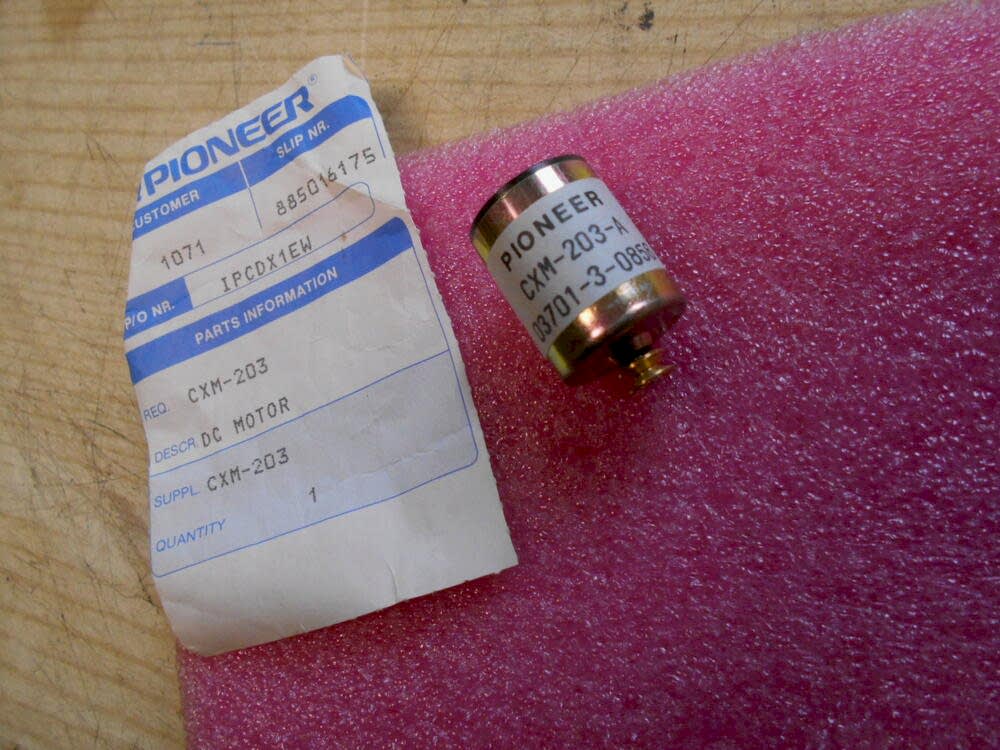 PIONEER®
CUSTOMER SLIP NR.
1071 885016175
P/O NR. IPCDX1EW
PARTS INFORMATION
REQ. CXM-203
DESCR DC MOTOR
SUPPL. CXM-203
QUANTITY 1
PIONEER
CXM-203-A
03701-3-0858